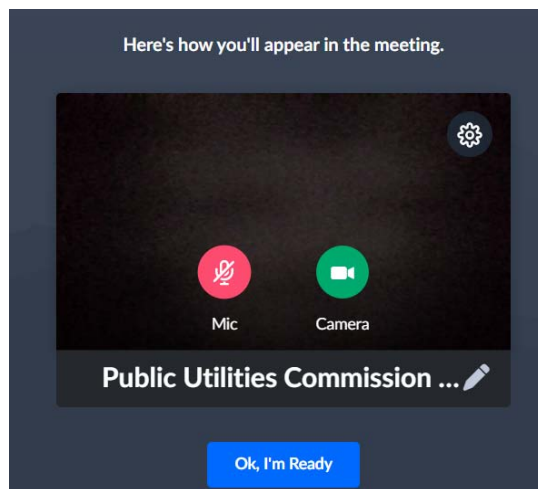 Here's how you'll appear in the meeting.
Mic
Camera
Public Utilities Commission ...
Ok, I'm Ready